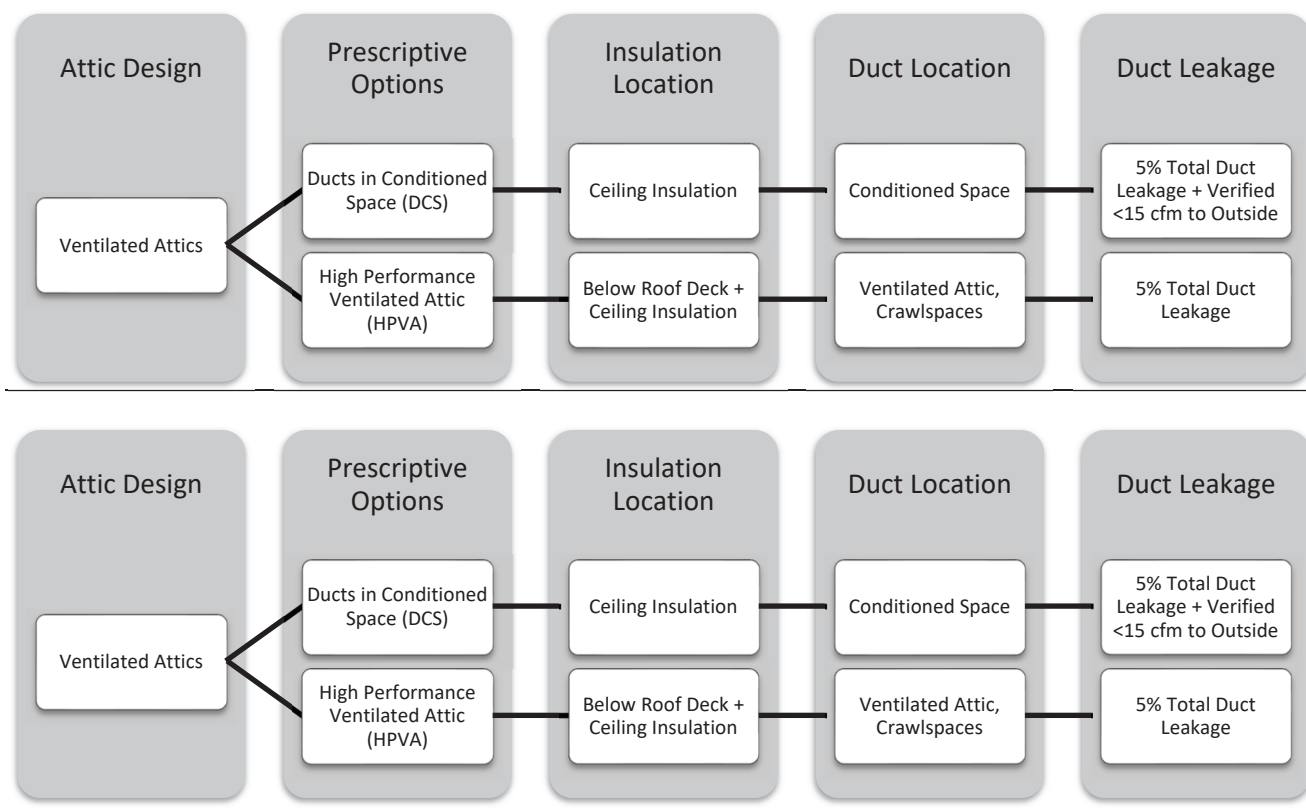 Attic Design
Prescriptive
Options
Insulation
Location
Duct Location
Duct Leakage
Ventilated Attics
Ducts in Conditioned
Space (DCS)
Ceiling Insulation
Conditioned Space
5% Total Duct
Leakage + Verified
<15 cfm to Outside
High Performance
Ventilated Attic
(HPVA)
Below Roof Deck +
Ceiling Insulation
Ventilated Attic,
Crawlspaces
5% Total Duct
Leakage
Attic Design
Prescriptive
Options
Insulation
Location
Duct Location
Duct Leakage
Ventilated Attics
Ducts in Conditioned
Space (DCS)
Ceiling Insulation
Conditioned Space
5% Total Duct
Leakage + Verified
<15 cfm to Outside
High Performance
Ventilated Attic
(HPVA)
Below Roof Deck +
Ceiling Insulation
Ventilated Attic,
Crawlspaces
5% Total Duct
Leakage